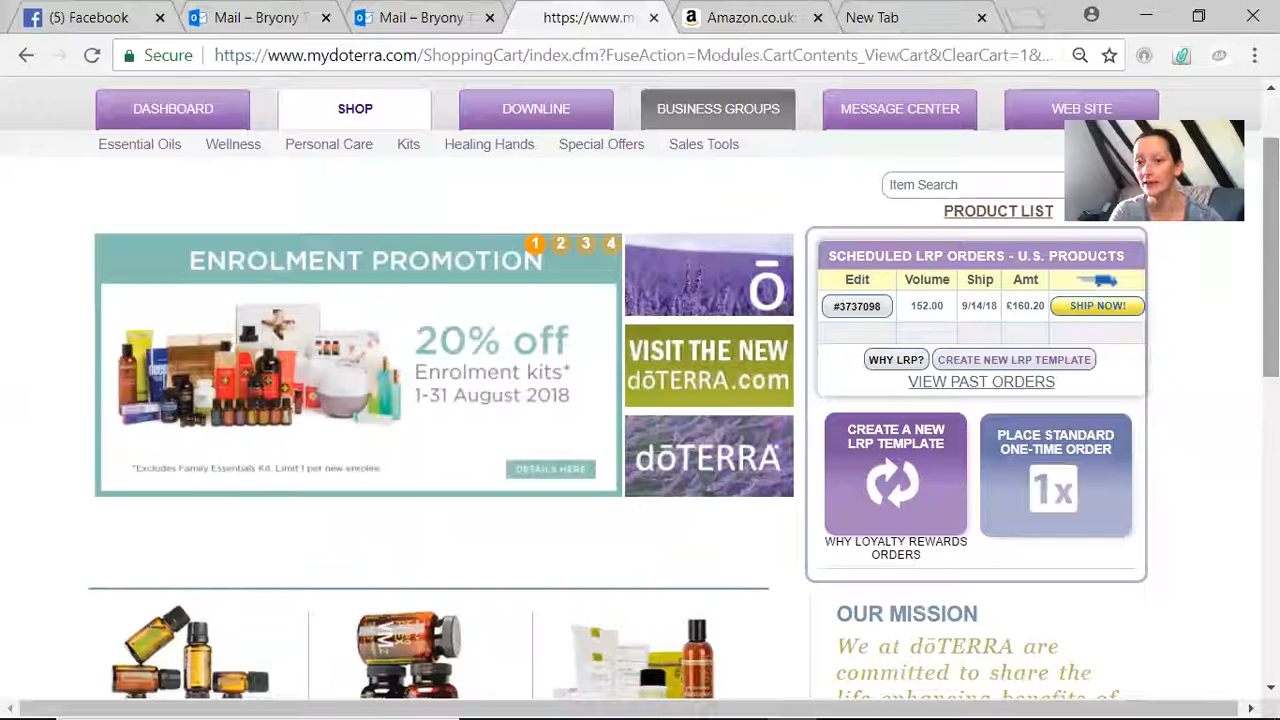 (5) Facebook
Mail – Bryony T
Mail – Bryony T
https://www.m
Amazon.co.uk:
New Tab
Secure
https://www.mydoterra.com/ShoppingCart/index.cfm?FuseAction=Modules.CartContents_ViewCart&ClearCart=1&...
DASHBOARD
SHOP
DOWNLINE
BUSINESS GROUPS
MESSAGE CENTER
WEB SITE
Essential Oils
Wellness
Personal Care
Kits
Healing Hands
Special Offers
Sales Tools
Item Search
PRODUCT LIST
ENROLMENT PROMOTION
1 2 3 4
20% off
Enrolment kits*
1-31 August 2018
*Excludes Family Essentials Kit. Limit 1 per new enrolee.
DETAILS HERE
ō
VISIT THE NEW
dōTERRA.com
dōTERRA
SCHEDULED LRP ORDERS - U.S. PRODUCTS
Edit Volume Ship Amt
#3737098 152.00 9/14/18 £160.20 SHIP NOW!
WHY LRP? CREATE NEW LRP TEMPLATE
VIEW PAST ORDERS
CREATE A NEW
LRP TEMPLATE
WHY LOYALTY REWARDS
ORDERS
PLACE STANDARD
ONE-TIME ORDER
1x
OUR MISSION
We at dōTERRA are
committed to share the
life enhancing benefits of